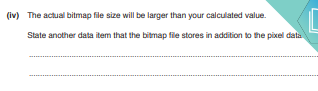 (iv) The actual bitmap file size will be larger than your calculated value.
State another data item that the bitmap file stores in addition to the pixel data.